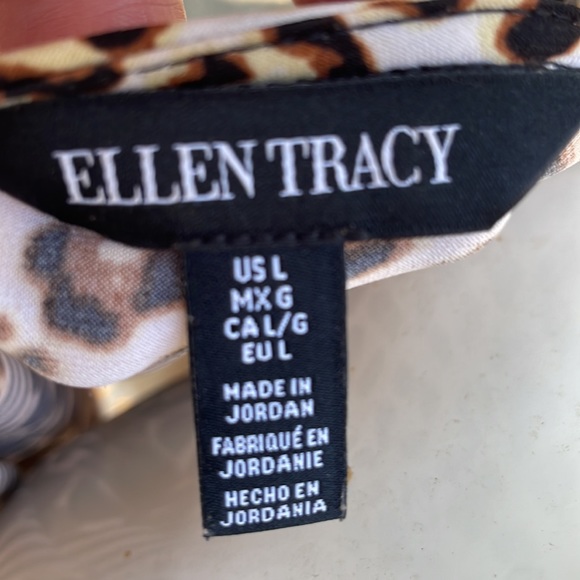 ELLEN TRACY
US L
MX G
CA L/G
EU L
MADE IN
JORDAN
FABRIQUÉ EN
JORDANIE
HECHO EN
JORDANIA